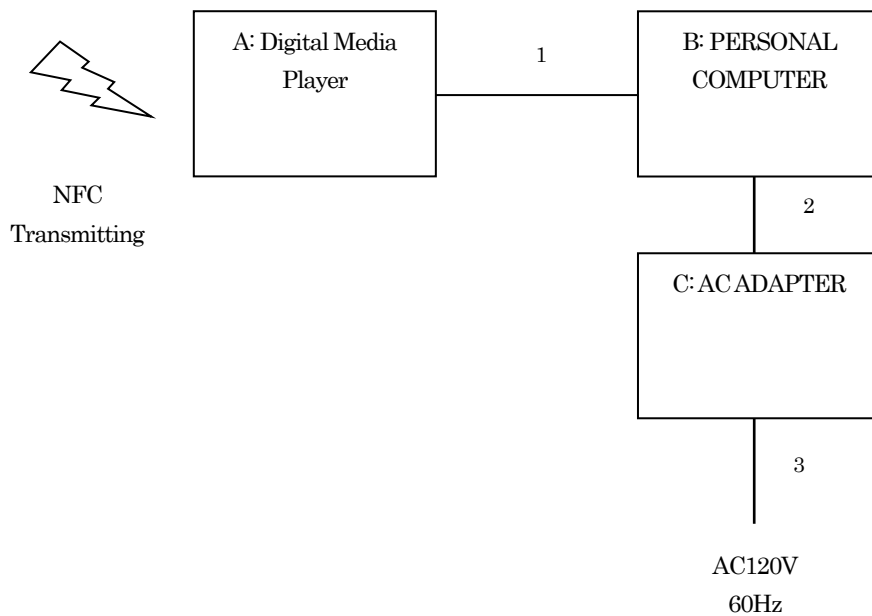 A: Digital Media
Player
1
B: PERSONAL
COMPUTER
NFC
Transmitting
2
C: AC ADAPTER
3
AC120V
60Hz